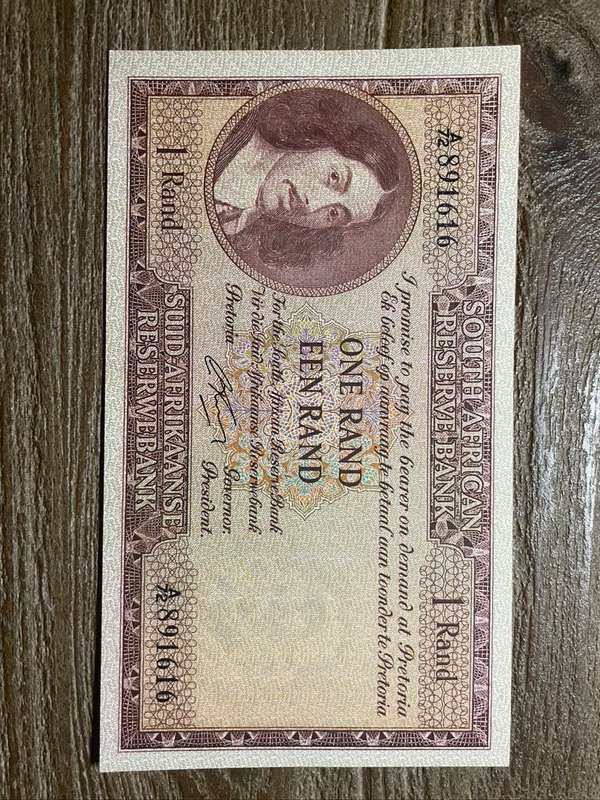 SOUTH AFRICAN
RESERVE BANK
A/72 891616
1 Rand
I promise to pay the bearer on demand at Pretoria
Ek beloof op aanvraag te betaal aan toonder te Pretoria
ONE RAND
EEN RAND
For the South African Reserve Bank
Vir die Suid-Afrikaanse Reserwebank
Pretoria
Governor.
President.
1 Rand
A/72 891616
SUID-AFRIKAANSE
RESERWEBANK